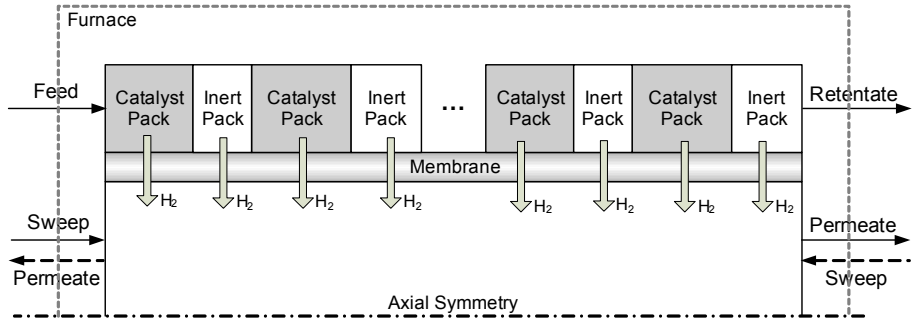 Furnace
Feed
Catalyst
Pack
Inert
Pack
Catalyst
Pack
Inert
Pack
...
Catalyst
Pack
Inert
Pack
Catalyst
Pack
Inert
Pack
Retentate
Membrane
H₂
H₂
H₂
H₂
H₂
H₂
H₂
H₂
Sweep
Permeate
Permeate
Sweep
Axial Symmetry